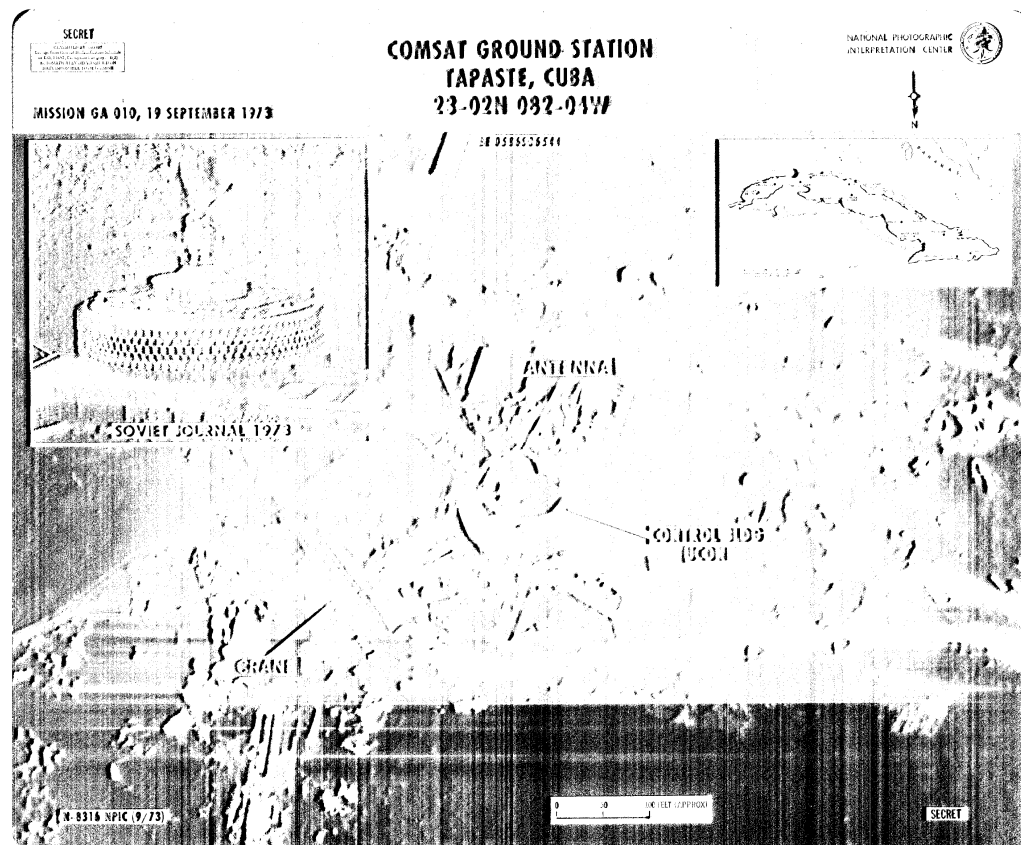 SECRET
COMSAT GROUND STATION
TAPASTE, CUBA
23-02N 082-04W
NATIONAL PHOTOGRAPHIC
INTERPRETATION CENTER
MISSION GA 010, 19 SEPTEMBER 1973
N
ANTENNA
SOVIET JOURNAL 1973
CONTROL BLDG
(UCON
CRANE
N-8316 NPIC (9/73)
0 50 100 FEET (APPROX)
SECRET